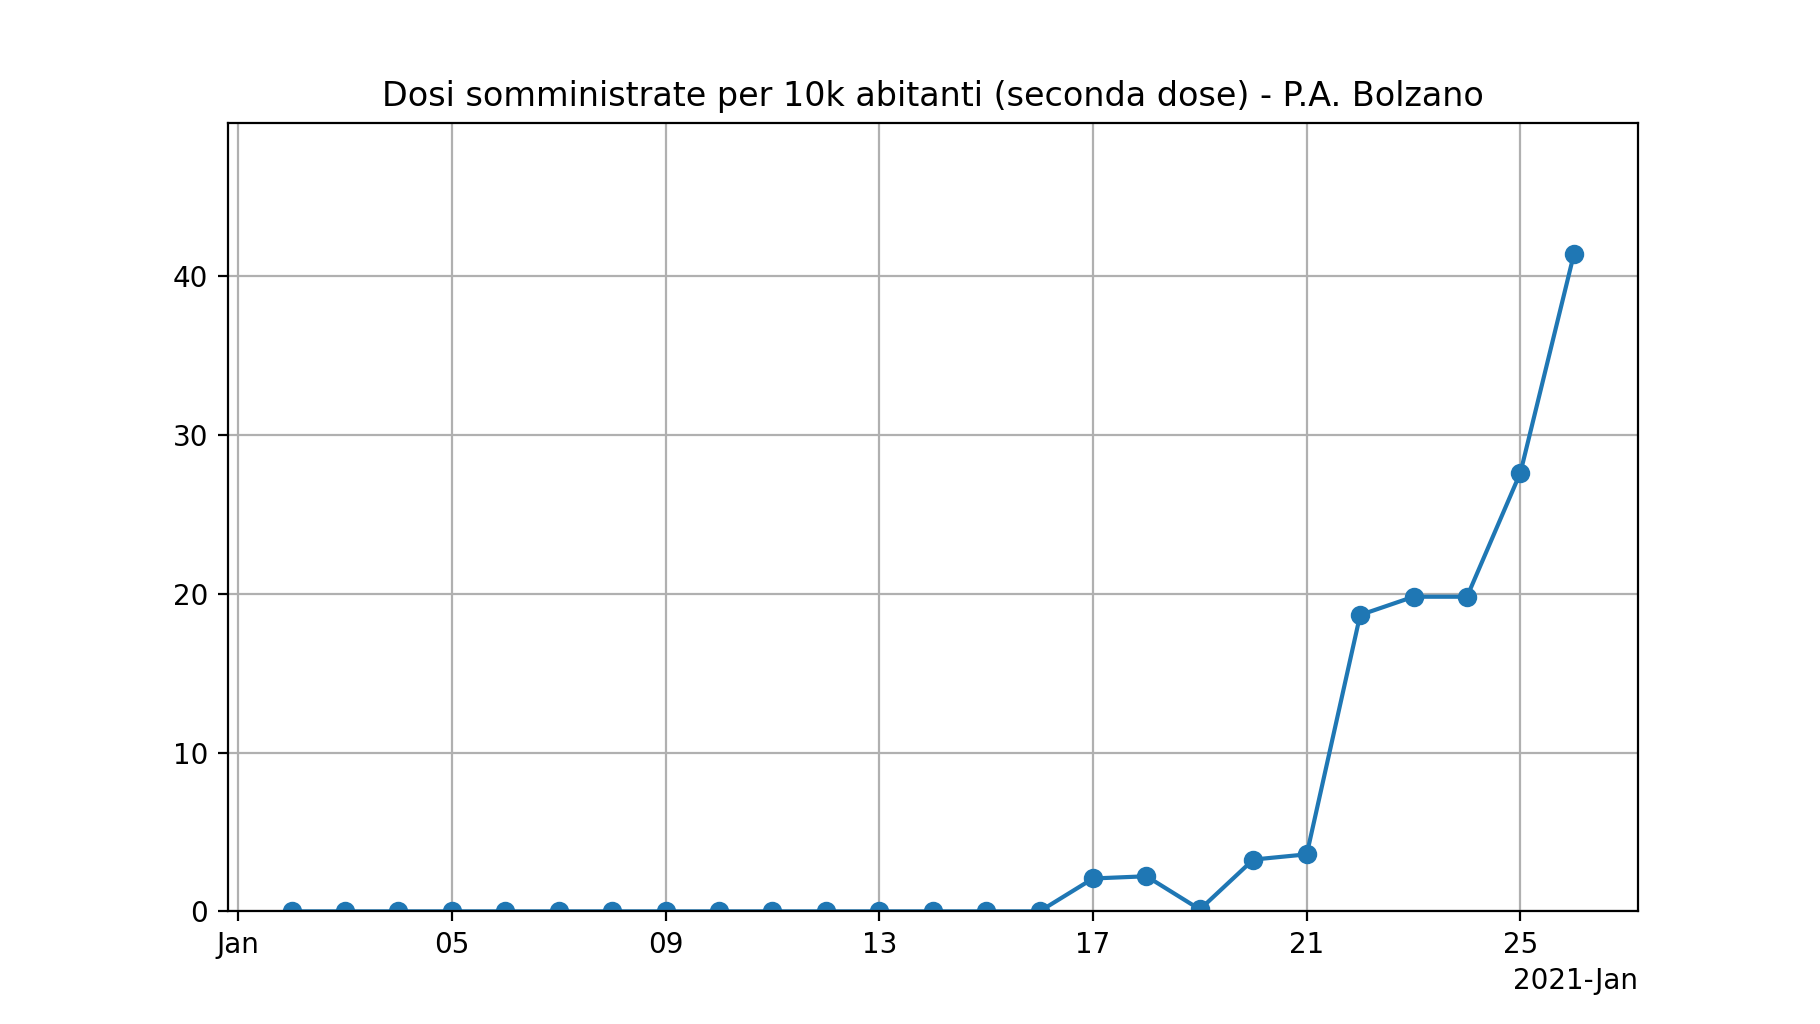 Dosi somministrate per 10k abitanti (seconda dose) - P.A. Bolzano
40
30
20
10
0
Jan 05 09 13 17 21 25
2021-Jan